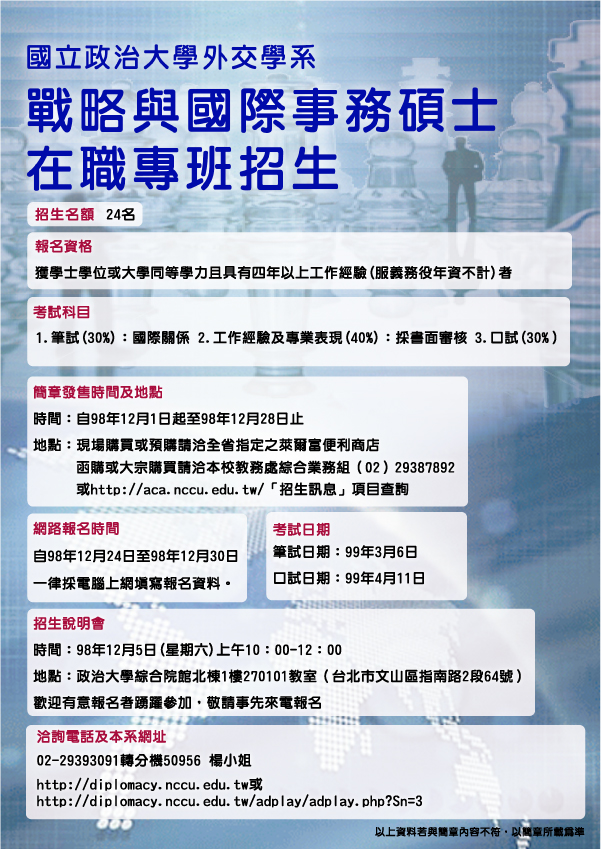 國立政治大學外交學系
戰略與國際事務碩士
在職專班招生
招生名額 24名
報名資格
獲學士學位或大學同等學力且具有四年以上工作經驗(服義務役年資不計)者
考試科目
1.筆試(30%)：國際關係 2.工作經驗及專業表現(40%)：採書面審核 3.口試(30%)
簡章發售時間及地點
時間：自98年12月1日起至98年12月28日止
地點：現場購買或預購請洽全省指定之萊爾富便利商店
函購或大宗購買請洽本校教務處綜合業務組（02）29387892
或http://aca.nccu.edu.tw/「招生訊息」項目查詢
網路報名時間
自98年12月24日至98年12月30日
一律採電腦上網填寫報名資料。
考試日期
筆試日期：99年3月6日
口試日期：99年4月11日
招生說明會
時間：98年12月5日(星期六)上午10：00-12：00
地點：政治大學綜合院館北棟1樓270101教室（台北市文山區指南路2段64號）
歡迎有意報名者踴躍參加，敬請事先來電報名
洽詢電話及本系網址
02-29393091轉分機50956 楊小姐
http://diplomacy.nccu.edu.tw或
http://diplomacy.nccu.edu.tw/adplay/adplay.php?Sn=3
以上資料若與簡章內容不符，以簡章所載為準